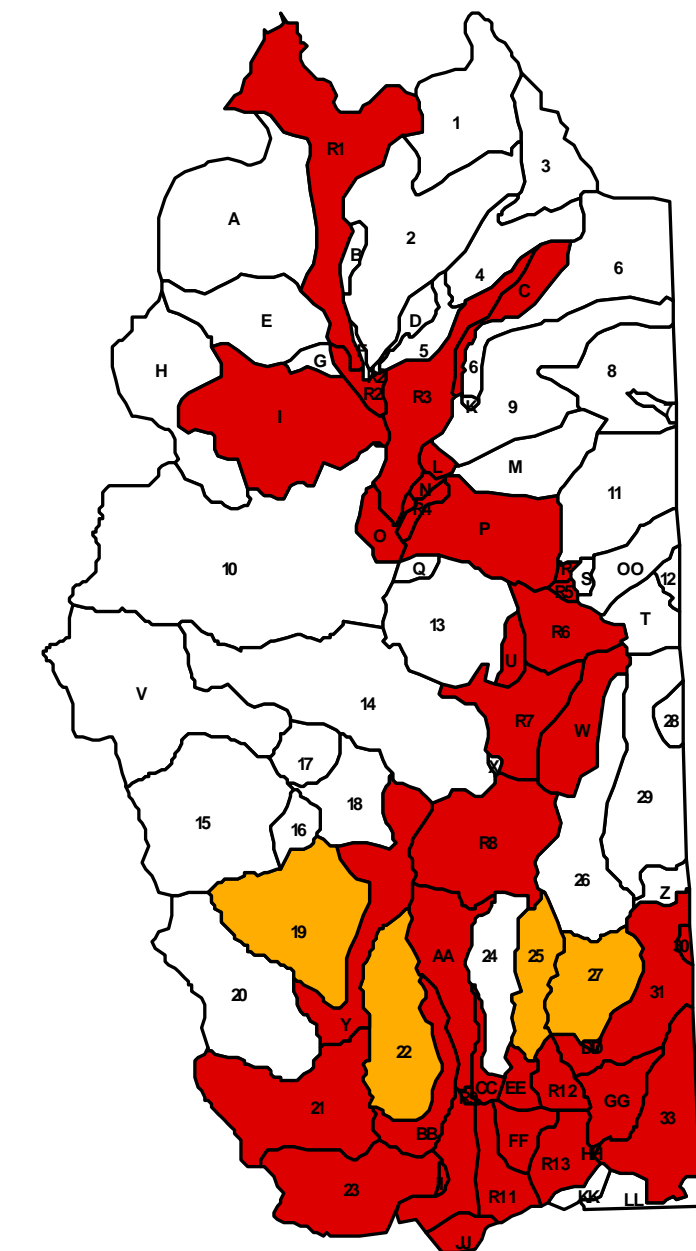 1
R1
3
A
2
B
6
4
C
E
D
5
G
H
8
6
R2
R3
K
9
I
L
M
N
11
R4
P
O
10
Q
S
OO
12
R5
13
T
R6
U
V
14
R7
W
28
17
X
29
18
15
16
R8
26
Z
19
24
25
AA
30
27
20
31
Y
22
CC
EE
R12
GG
21
33
BB
FF
HH
R13
23
KK
LL
R11
JJ